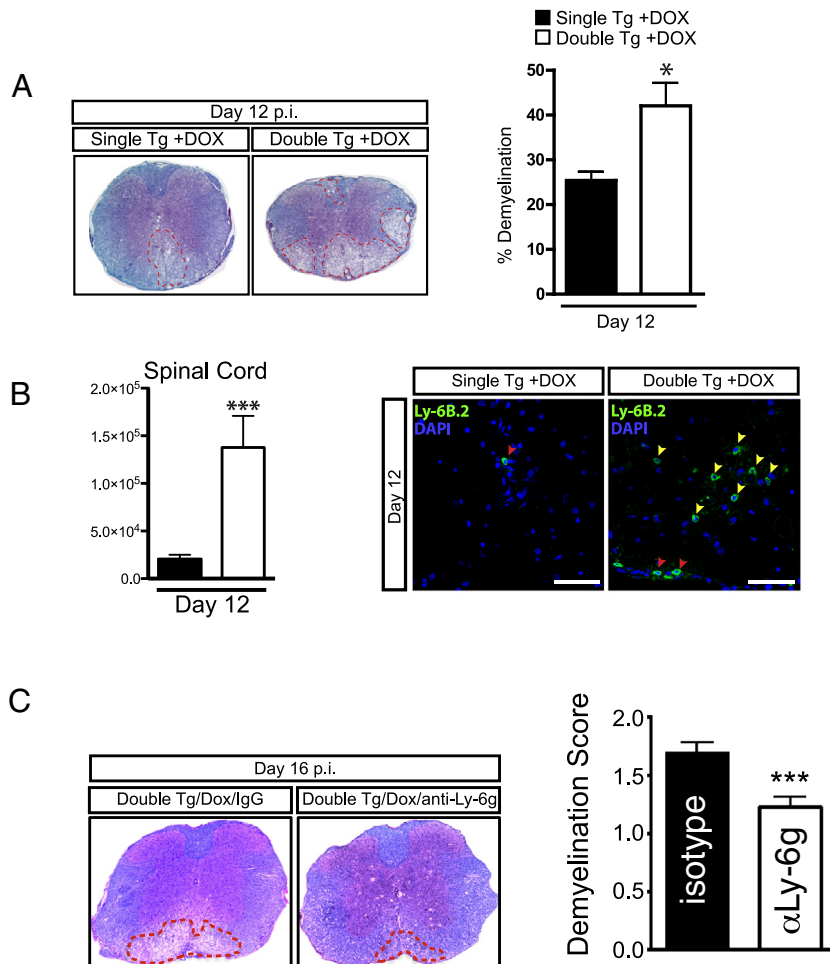 Single Tg +DOX
Double Tg +DOX
A
Day 12 p.i.
Single Tg +DOX
Double Tg +DOX
% Demyelination
50
40
30
20
10
0
*
Day 12
B
Spinal Cord
2.0×10⁵
1.5×10⁵
1.0×10⁵
5.0×10⁴
0.0
***
Day 12
Single Tg +DOX
Double Tg +DOX
Day 12
Ly-6B.2
DAPI
Ly-6B.2
DAPI
C
Day 16 p.i.
Double Tg/Dox/IgG
Double Tg/Dox/anti-Ly-6g
Demyelination Score
2.0
1.5
1.0
0.5
0.0
isotype
***
αLy-6g